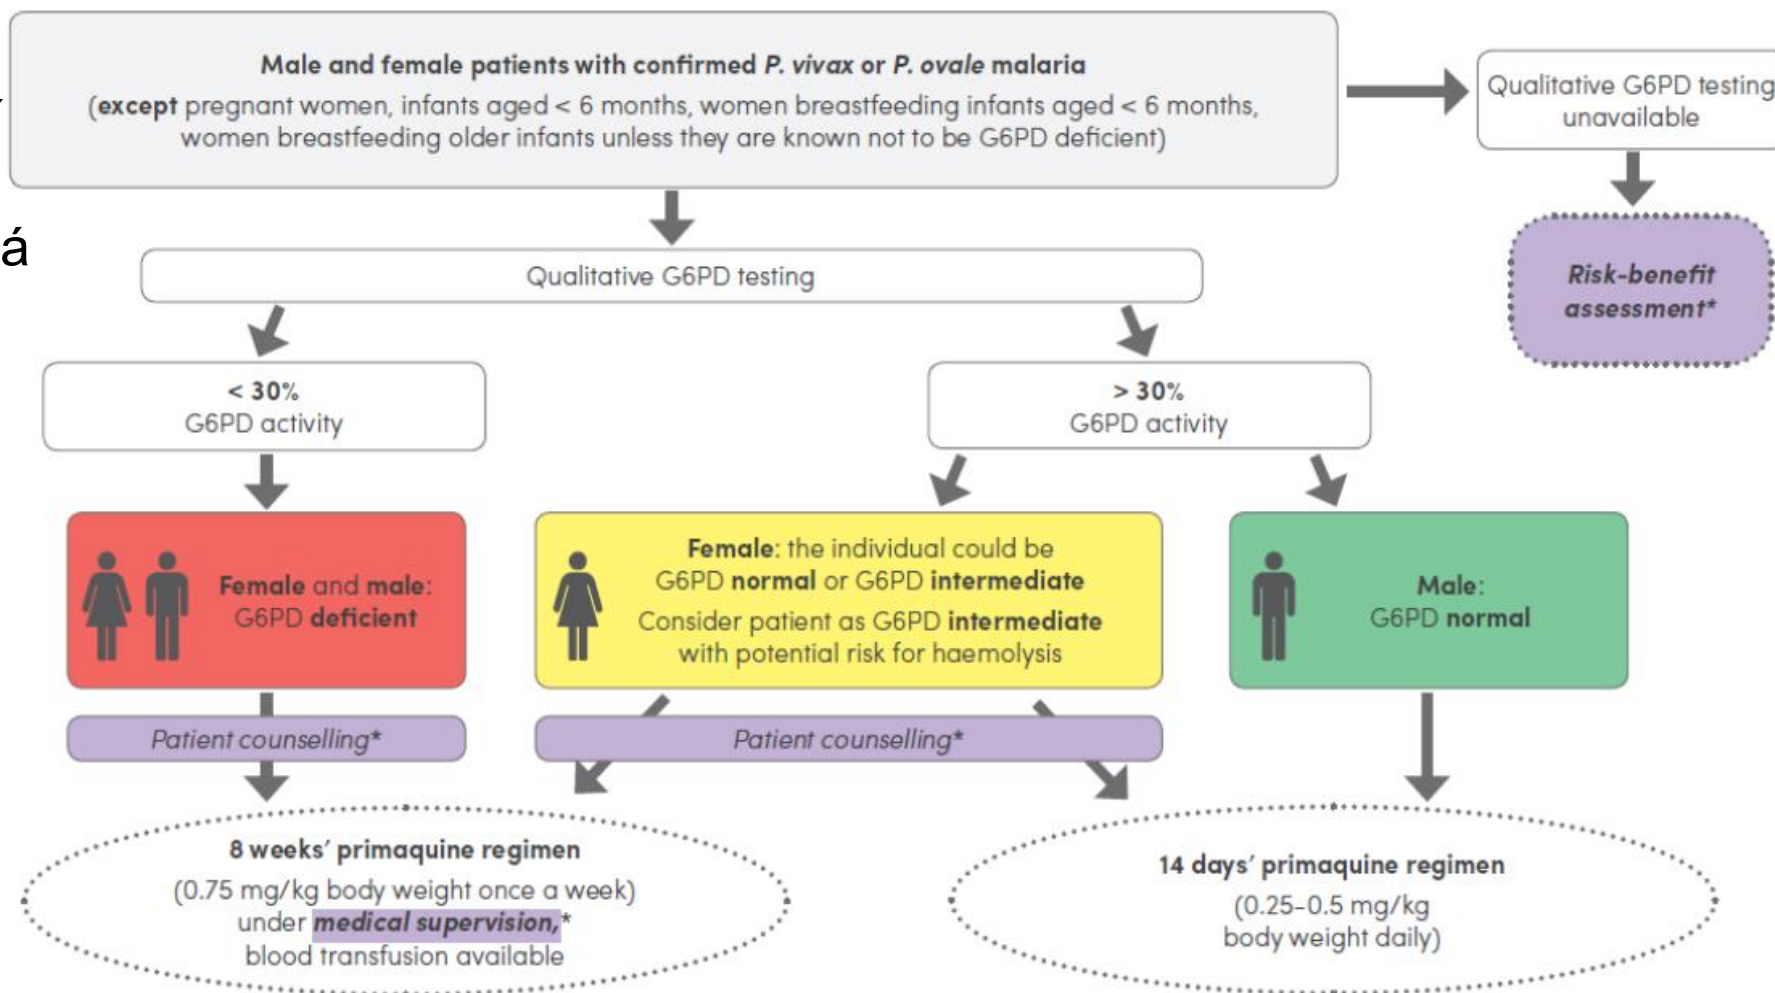 Male and female patients with confirmed P. vivax or P. ovale malaria
(except pregnant women, infants aged < 6 months, women breastfeeding infants aged < 6 months,
women breastfeeding older infants unless they are known not to be G6PD deficient)
Qualitative G6PD testing
unavailable
Risk-benefit
assessment*
á
Qualitative G6PD testing
< 30%
G6PD activity
> 30%
G6PD activity
Female and male:
G6PD deficient
Female: the individual could be
G6PD normal or G6PD intermediate
Consider patient as G6PD intermediate
with potential risk for haemolysis
Male:
G6PD normal
Patient counselling*
Patient counselling*
8 weeks’ primaquine regimen
(0.75 mg/kg body weight once a week)
under medical supervision,*
blood transfusion available
14 days’ primaquine regimen
(0.25–0.5 mg/kg
body weight daily)